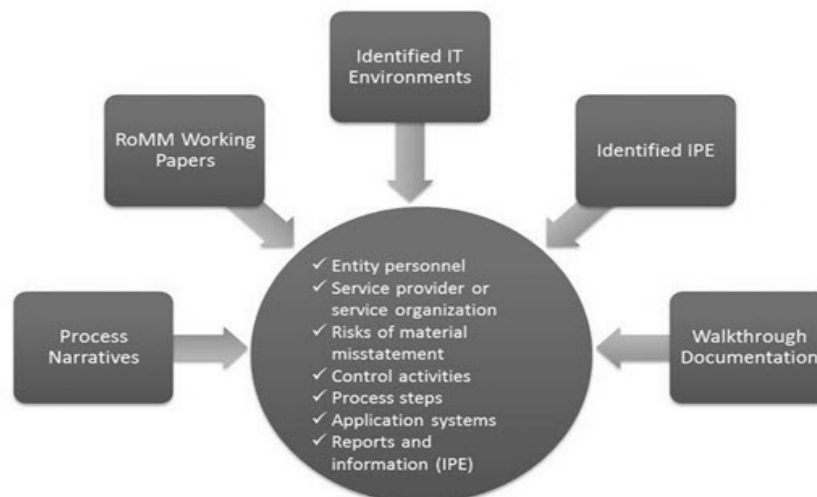 Identified IT
Environments
RoMM Working
Papers
Identified IPE
Process
Narratives
✓ Entity personnel
✓ Service provider or
service organization
✓ Risks of material
misstatement
✓ Control activities
✓ Process steps
✓ Application systems
✓ Reports and
information (IPE)
Walkthrough
Documentation